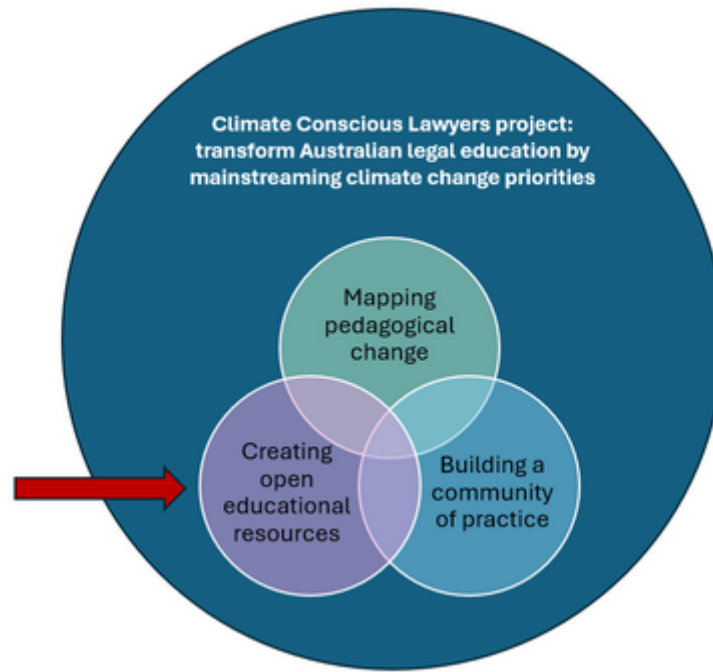 Climate Conscious Lawyers project:
transform Australian legal education by
mainstreaming climate change priorities
Mapping
pedagogical
change
Creating
open
educational
resources
Building a
community
of practice